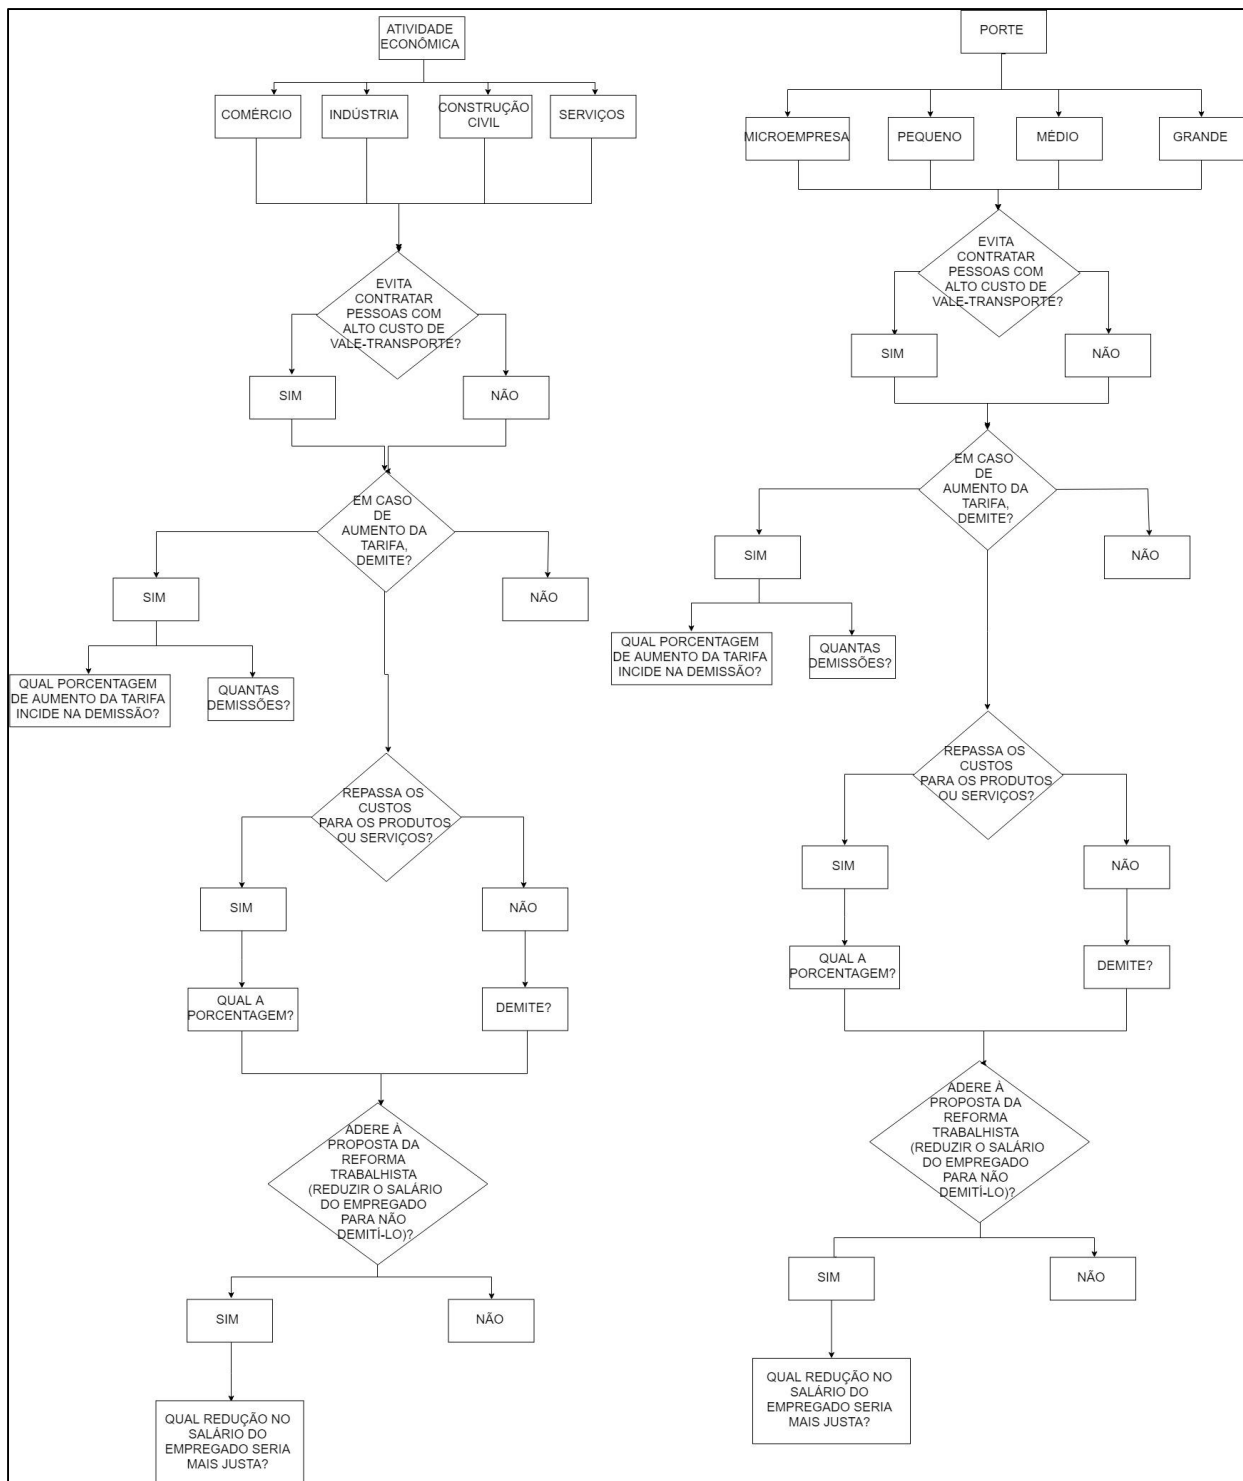 ATIVIDADE
ECONÔMICA
COMÉRCIO
INDÚSTRIA
CONSTRUÇÃO
CIVIL
SERVIÇOS
EVITA
CONTRATAR
PESSOAS COM
ALTO CUSTO DE
VALE-TRANSPORTE?
SIM
NÃO
EM CASO
DE
AUMENTO DA
TARIFA,
DEMITE?
SIM
NÃO
QUAL PORCENTAGEM
DE AUMENTO DA TARIFA
INCIDE NA DEMISSÃO?
QUANTAS
DEMISSÕES?
REPASSA OS
CUSTOS
PARA OS PRODUTOS
OU SERVIÇOS?
SIM
NÃO
QUAL A
PORCENTAGEM?
DEMITE?
ADERE À
PROPOSTA DA
REFORMA
TRABALHISTA
(REDUZIR O SALÁRIO
DO EMPREGADO
PARA NÃO
DEMITÍ-LO)?
SIM
NÃO
QUAL REDUÇÃO NO
SALÁRIO DO
EMPREGADO SERIA
MAIS JUSTA?
PORTE
MICROEMPRESA
PEQUENO
MÉDIO
GRANDE
EVITA
CONTRATAR
PESSOAS COM
ALTO CUSTO DE
VALE-TRANSPORTE?
SIM
NÃO
EM CASO
DE
AUMENTO DA
TARIFA,
DEMITE?
SIM
NÃO
QUAL PORCENTAGEM
DE AUMENTO DA TARIFA
INCIDE NA DEMISSÃO?
QUANTAS
DEMISSÕES?
REPASSA OS
CUSTOS
PARA OS PRODUTOS
OU SERVIÇOS?
SIM
NÃO
QUAL A
PORCENTAGEM?
DEMITE?
ADERE À
PROPOSTA DA
REFORMA
TRABALHISTA
(REDUZIR O SALÁRIO
DO EMPREGADO
PARA NÃO
DEMITÍ-LO)?
SIM
NÃO
QUAL REDUÇÃO NO
SALÁRIO DO
EMPREGADO SERIA
MAIS JUSTA?